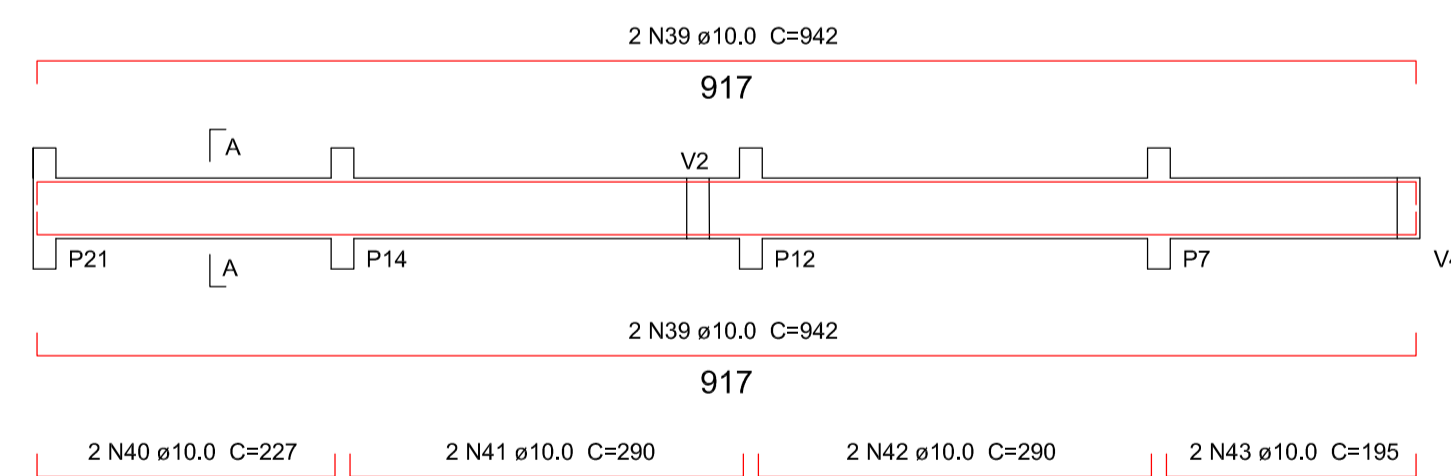 2 N39 ø10.0 C=942
917
A
V2
P21
A
P14
P12
P7
2 N39 ø10.0 C=942
917
2 N40 ø10.0 C=227
2 N41 ø10.0 C=290
2 N42 ø10.0 C=290
2 N43 ø10.0 C=195